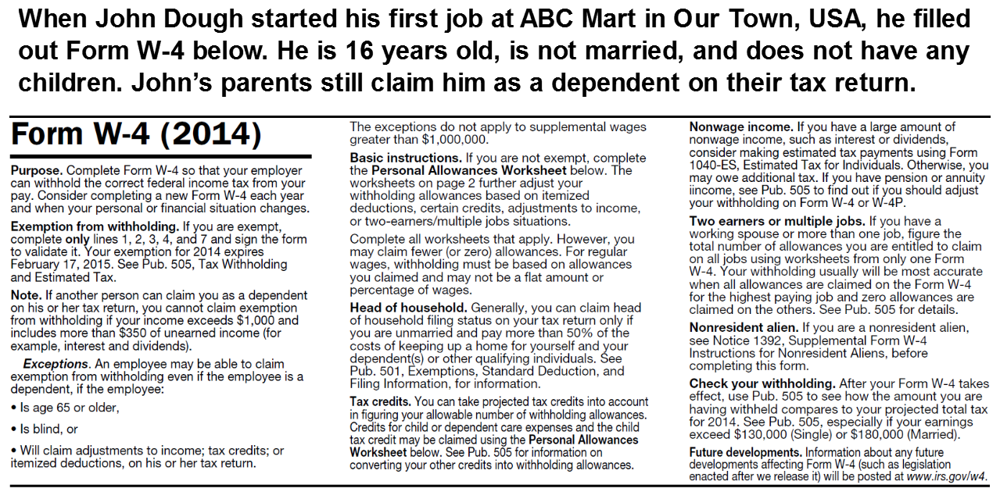 When John Dough started his first job at ABC Mart in Our Town, USA, he filled
out Form W-4 below. He is 16 years old, is not married, and does not have any
children. John's parents still claim him as a dependent on their tax return.
Form W-4 (2014)
Purpose. Complete Form W-4 so that your employer
can withhold the correct federal income tax from your
pay. Consider completing a new Form W-4 each year
and when your personal or financial situation changes.
Exemption from withholding. If you are exempt,
complete only lines 1, 2, 3, 4, and 7 and sign the form
to validate it. Your exemption for 2014 expires
February 17, 2015. See Pub. 505, Tax Withholding
and Estimated Tax.
Note. If another person can claim you as a dependent
on his or her tax return, you cannot claim exemption
from withholding if your income exceeds $1,000 and
includes more than $350 of unearned income (for
example, interest and dividends).
Exceptions. An employee may be able to claim
exemption from withholding even if the employee is a
dependent, if the employee:
• Is age 65 or older,
• Is blind, or
• Will claim adjustments to income; tax credits; or
itemized deductions, on his or her tax return.
The exceptions do not apply to supplemental wages
greater than $1,000,000.
Basic instructions. If you are not exempt, complete
the Personal Allowances Worksheet below. The
worksheets on page 2 further adjust your
withholding allowances based on itemized
deductions, certain credits, adjustments to income,
or two-earners/multiple jobs situations.
Complete all worksheets that apply. However, you
may claim fewer (or zero) allowances. For regular
wages, withholding must be based on allowances
you claimed and may not be a flat amount or
percentage of wages.
Head of household. Generally, you can claim head
of household filing status on your tax return only if
you are unmarried and pay more than 50% of the
costs of keeping up a home for yourself and your
dependent(s) or other qualifying individuals. See
Pub. 501, Exemptions, Standard Deduction, and
Filing Information, for information.
Tax credits. You can take projected tax credits into account
in figuring your allowable number of withholding allowances.
Credits for child or dependent care expenses and the child
tax credit may be claimed using the Personal Allowances
Worksheet below. See Pub. 505 for information on
converting your other credits into withholding allowances.
Nonwage income. If you have a large amount of
nonwage income, such as interest or dividends,
consider making estimated tax payments using Form
1040-ES, Estimated Tax for Individuals. Otherwise, you
may owe additional tax. If you have pension or annuity
iincome, see Pub. 505 to find out if you should adjust
your withholding on Form W-4 or W-4P.
Two earners or multiple jobs. If you have a
working spouse or more than one job, figure the
total number of allowances you are entitled to claim
on all jobs using worksheets from only one Form
W-4. Your withholding usually will be most accurate
when all allowances are claimed on the Form W-4
for the highest paying job and zero allowances are
claimed on the others. See Pub. 505 for details.
Nonresident alien. If you are a nonresident alien,
see Notice 1392, Supplemental Form W-4
Instructions for Nonresident Aliens, before
completing this form.
Check your withholding. After your Form W-4 takes
effect, use Pub. 505 to see how the amount you are
having withheld compares to your projected total tax
for 2014. See Pub. 505, especially if your earnings
exceed $130,000 (Single) or $180,000 (Married).
Future developments. Information about any future
developments affecting Form W-4 (such as legislation
enacted after we release it) will be posted at www.irs.gov/w4.